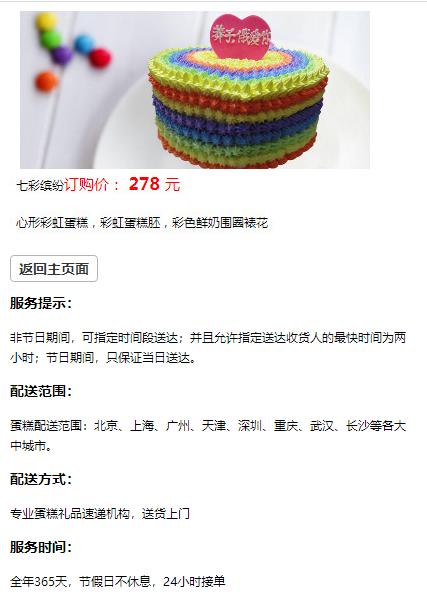 七彩缤纷订购价： 278 元
心形彩虹蛋糕，彩虹蛋糕胚，彩色鲜奶围圆裱花
返回主页面
服务提示：
非节日期间，可指定时间段送达；并且允许指定送达收货人的最快时间为两
小时；节日期间，只保证当日送达。
配送范围：
蛋糕配送范围：北京、上海、广州、天津、深圳、重庆、武汉、长沙等各大
中城市。
配送方式：
专业蛋糕礼品速递机构，送货上门
服务时间：
全年365天，节假日不休息，24小时接单